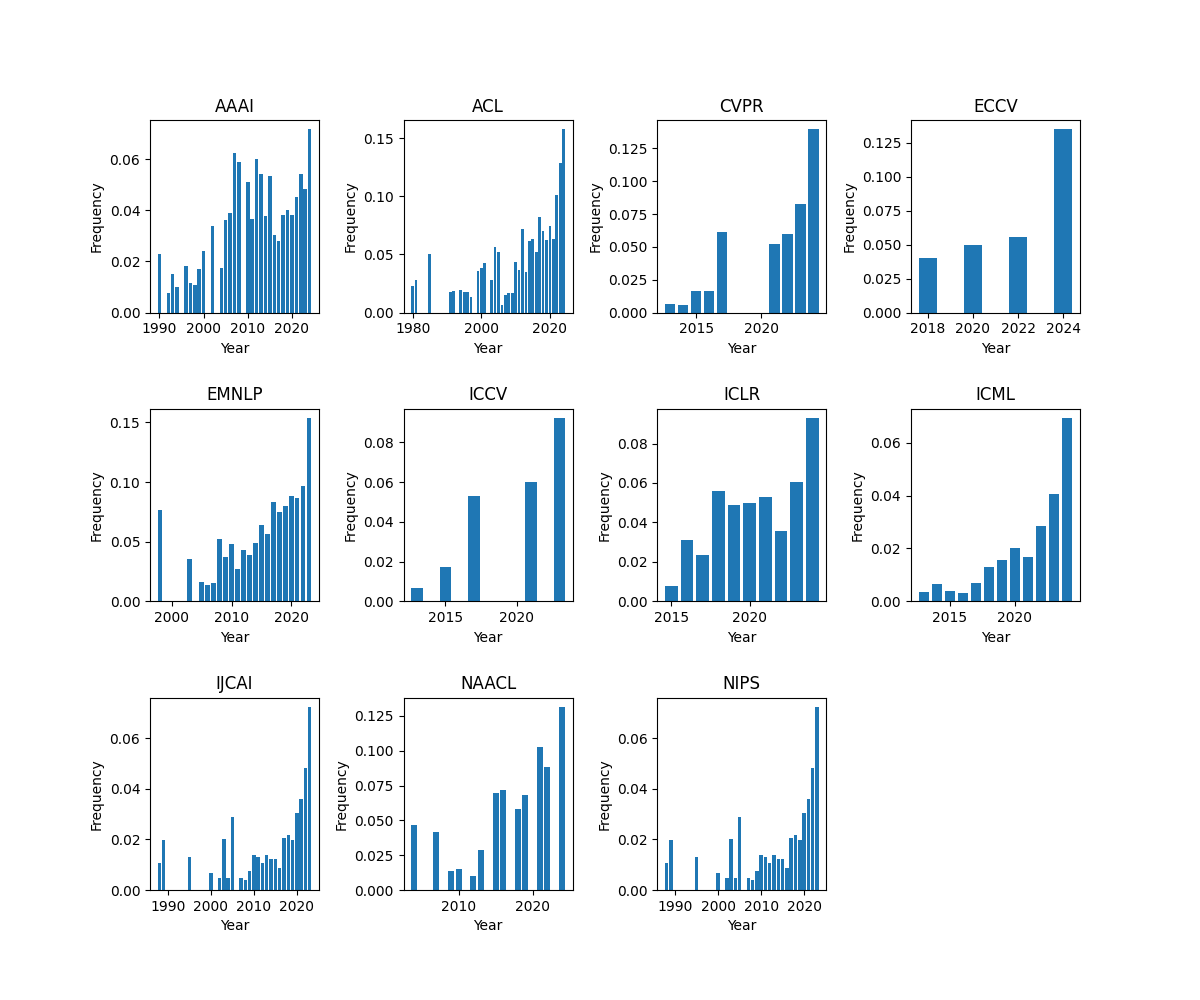 AAAI
ACL
CVPR
ECCV
0.06
0.04
0.02
0.00
Frequency
1990 2000 2010 2020
Year
0.15
0.10
0.05
0.00
Frequency
1980 2000 2020
Year
0.125
0.100
0.075
0.050
0.025
0.000
Frequency
2015 2020
Year
0.125
0.100
0.075
0.050
0.025
0.000
Frequency
2018 2020 2022 2024
Year
EMNLP
ICCV
ICLR
ICML
0.15
0.10
0.05
0.00
Frequency
2000 2010 2020
Year
0.08
0.06
0.04
0.02
0.00
Frequency
2015 2020
Year
0.08
0.06
0.04
0.02
0.00
Frequency
2015 2020
Year
0.06
0.04
0.02
0.00
Frequency
2015 2020
Year
IJCAI
NAACL
NIPS
0.06
0.04
0.02
0.00
Frequency
1990 2000 2010 2020
Year
0.125
0.100
0.075
0.050
0.025
0.000
Frequency
2010 2020
Year
0.06
0.04
0.02
0.00
Frequency
1990 2000 2010 2020
Year